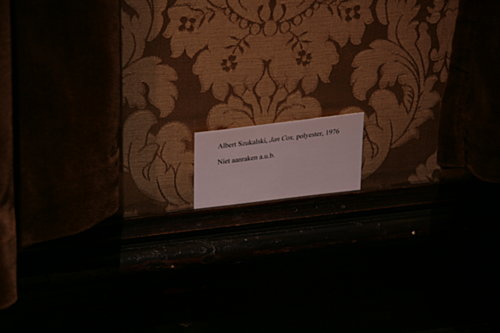 Albert Szukalski, Jan Cox, polyester, 1976
Niet aanraken a.u.b.